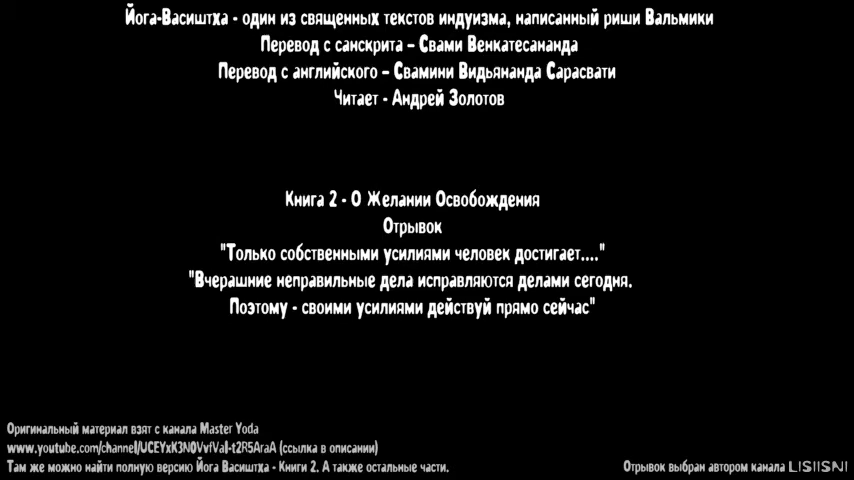 Йога-Васиштха - один из священных текстов индуизма, написанный риши Вальмики
Перевод с санскрита – Свами Венкатесананда
Перевод с английского – Свамини Видьянанда Сарасвати
Читает - Андрей Золотов
Книга 2 - О Желании Освобождения
Отрывок
"Только собственными усилиями человек достигает...."
"Вчерашние неправильные дела исправляются делами сегодня.
Поэтому - своими усилиями действуй прямо сейчас"
Оригинальный материал взят с канала Master Yoda
www.youtube.com/channel/UCEYxK3N0VvfVaI-t2R5AraA (ссылка в описании)
Там же можно найти полную версию Йога Васиштха - Книги 2. А также остальные части.
Отрывок выбран автором канала LISIISNI